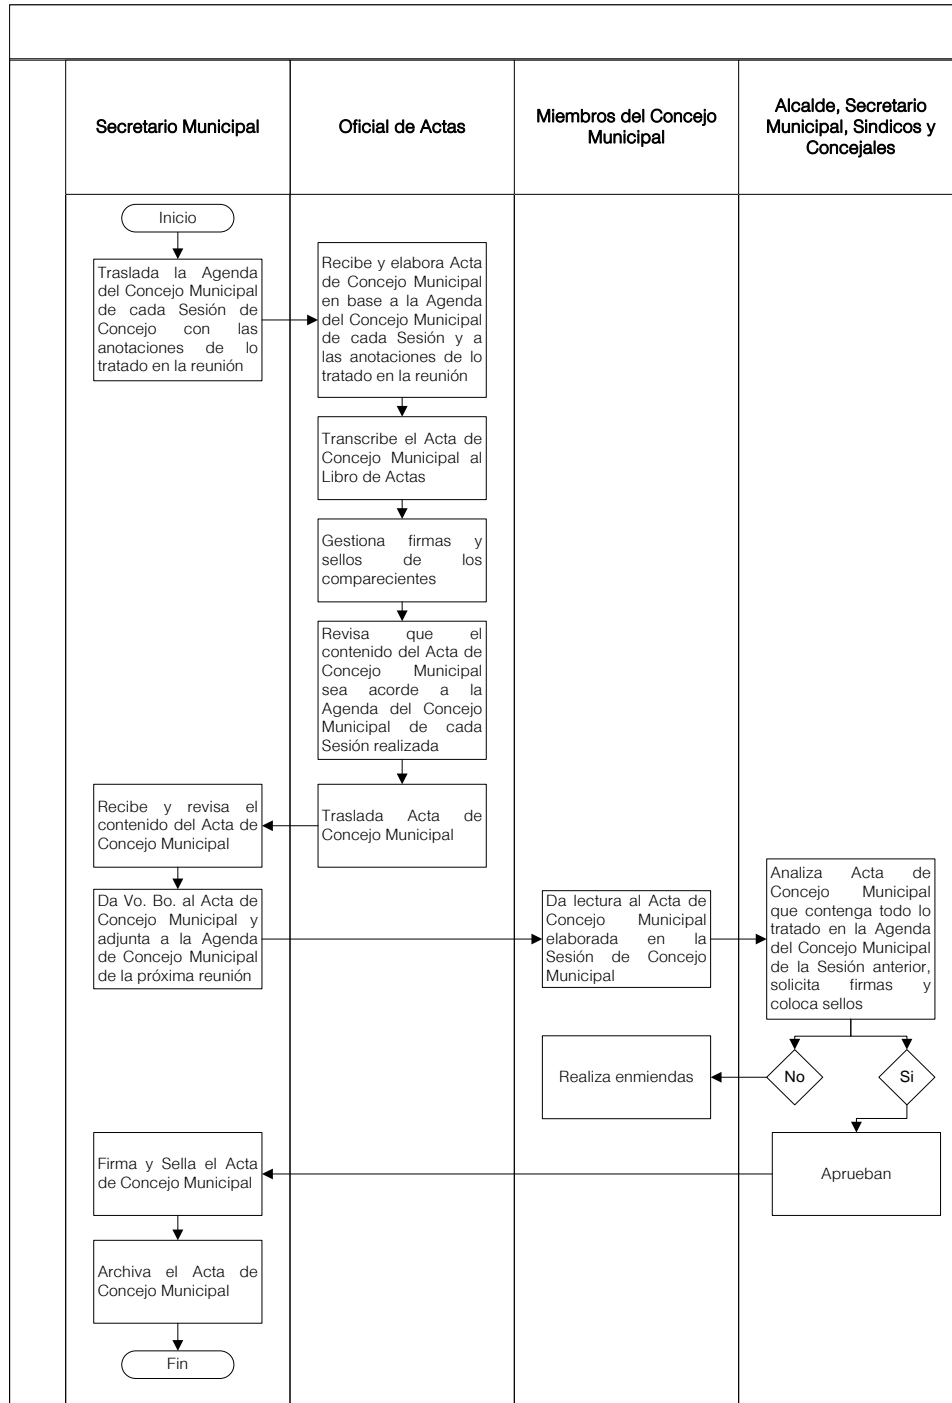 Secretario Municipal
Oficial de Actas
Miembros del Concejo
Municipal
Alcalde, Secretario
Municipal, Sindicos y
Concejales
Inicio
Traslada la Agenda
del Concejo Municipal
de cada Sesión de
Concejo con las
anotaciones de lo
tratado en la reunión
Recibe y elabora Acta
de Concejo Municipal
en base a la Agenda
del Concejo Municipal
de cada Sesión y a
las anotaciones de lo
tratado en la reunión
Transcribe el Acta de
Concejo Municipal al
Libro de Actas
Gestiona firmas y
sellos de los
comparecientes
Revisa que el
contenido del Acta de
Concejo Municipal
sea acorde a la
Agenda del Concejo
Municipal de cada
Sesión realizada
Traslada Acta de
Concejo Municipal
Recibe y revisa el
contenido del Acta de
Concejo Municipal
Da Vo. Bo. al Acta de
Concejo Municipal y
adjunta a la Agenda
de Concejo Municipal
de la próxima reunión
Da lectura al Acta de
Concejo Municipal
elaborada en la
Sesión de Concejo
Municipal
Analiza Acta de
Concejo Municipal
que contenga todo lo
tratado en la Agenda
del Concejo Municipal
de la Sesión anterior,
solicita firmas y
coloca sellos
No
Si
Realiza enmiendas
Aprueban
Firma y Sella el Acta
de Concejo Municipal
Archiva el Acta de
Concejo Municipal
Fin